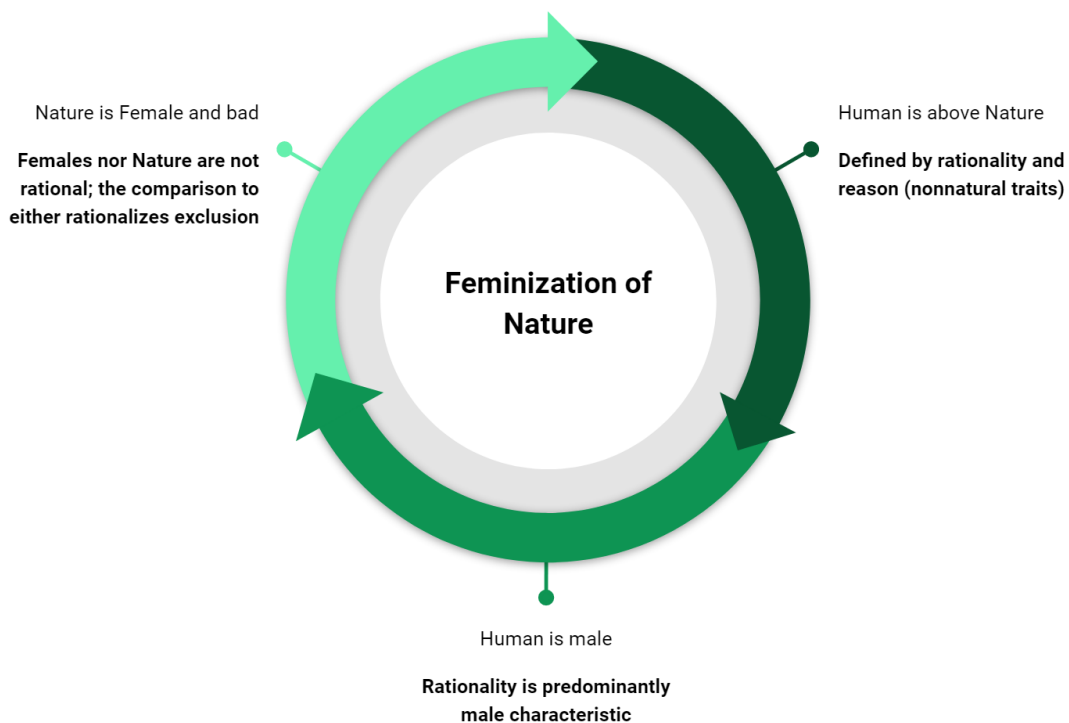 Nature is Female and bad
Females nor Nature are not
rational; the comparison to
either rationalizes exclusion
Human is above Nature
Defined by rationality and
reason (nonnatural traits)
Feminization of
Nature
Human is male
Rationality is predominantly
male characteristic